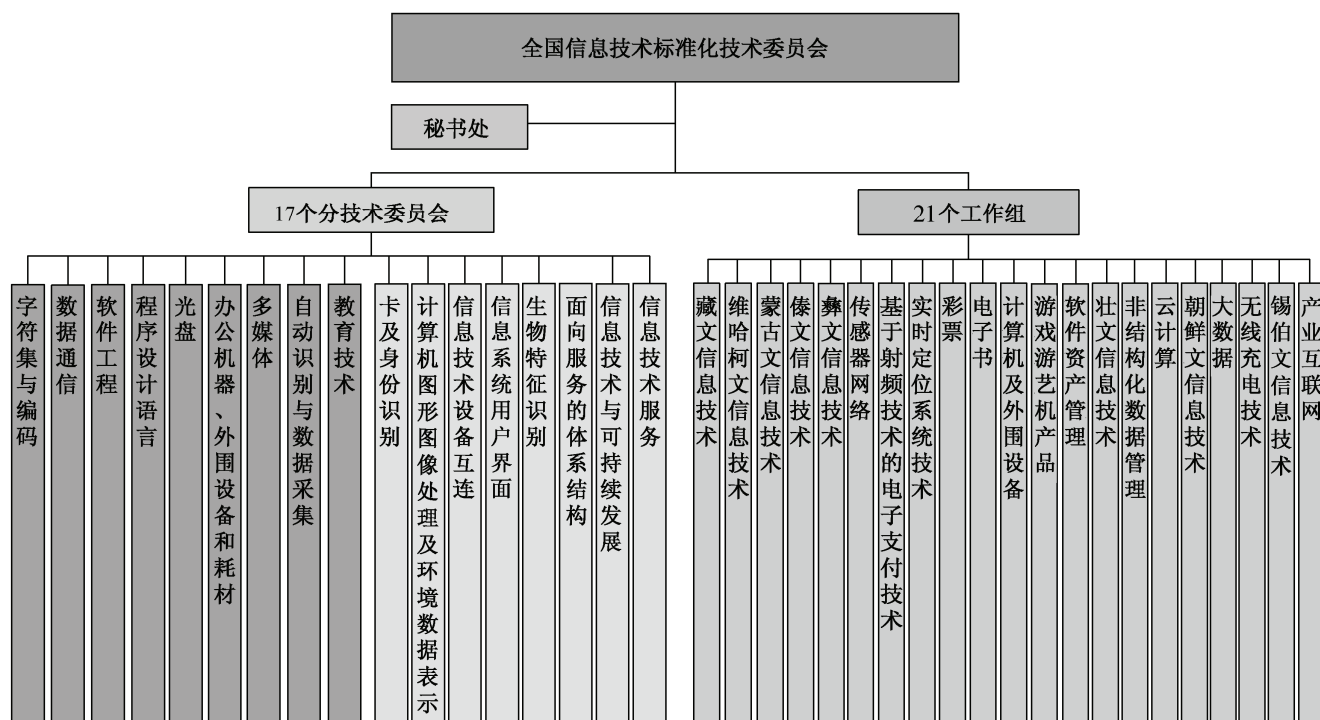 全国信息技术标准化技术委员会
秘书处
17个分技术委员会
21个工作组
字符集与编码
数据通信
软件工程
程序设计语言
光盘
办公机器、外围设备和耗材
多媒体
自动识别与数据采集
教育技术
卡及身份识别
计算机图形图像处理及环境数据表示
信息技术设备互连
信息系统用户界面
生物特征识别
面向服务的体系结构
信息技术与可持续发展
信息技术服务
藏文信息技术
维哈柯文信息技术
蒙古文信息技术
傣文信息技术
彝文信息技术
传感器网络
基于射频技术的电子支付技术
实时定位系统技术
彩票
电子书
计算机及外围设备
游戏游艺机产品
软件资产管理
壮文信息技术
非结构化数据管理
云计算
朝鲜文信息技术
大数据
无线充电技术
锡伯文信息技术
产业互联网